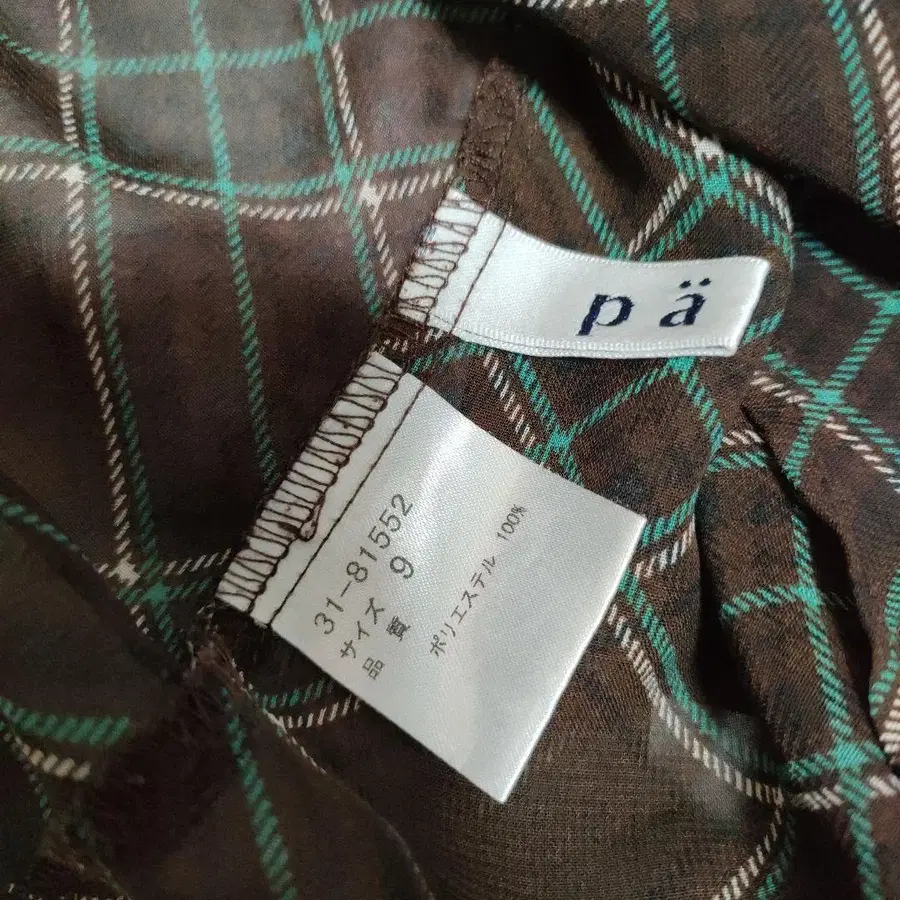 pä
31-81552
サイズ 9
品 質
ポリエステル 100%